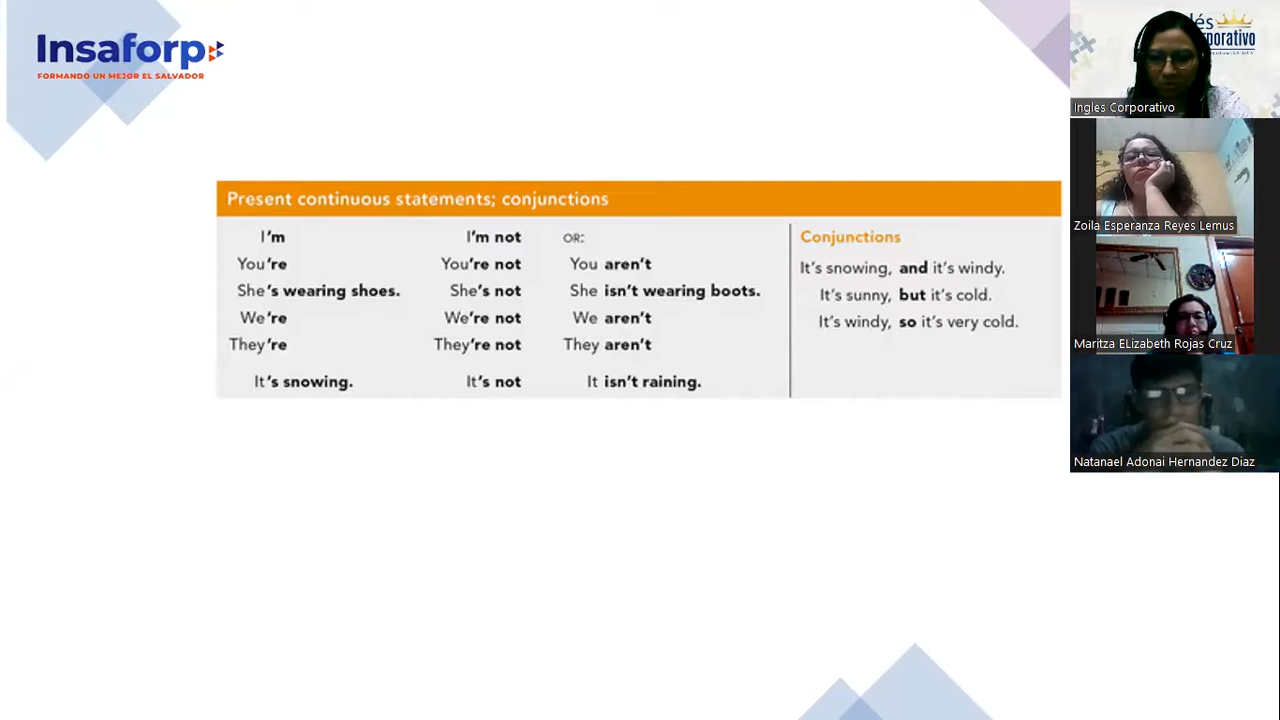 Insaforp
FORMANDO UN MEJOR EL SALVADOR
Present continuous statements; conjunctions
I'm I'm not OR:
You're You're not You aren't
She's wearing shoes. She's not She isn't wearing boots.
We're We're not We aren't
They're They're not They aren't
It's snowing. It's not It isn't raining.
Conjunctions
It's snowing, and it's windy.
It's sunny, but it's cold.
It's windy, so it's very cold.
Ingles Corporativo
Zoila Esperanza Reyes Lemus
Maritza ELizabeth Rojas Cruz
Natanael Adonai Hernandez Diaz